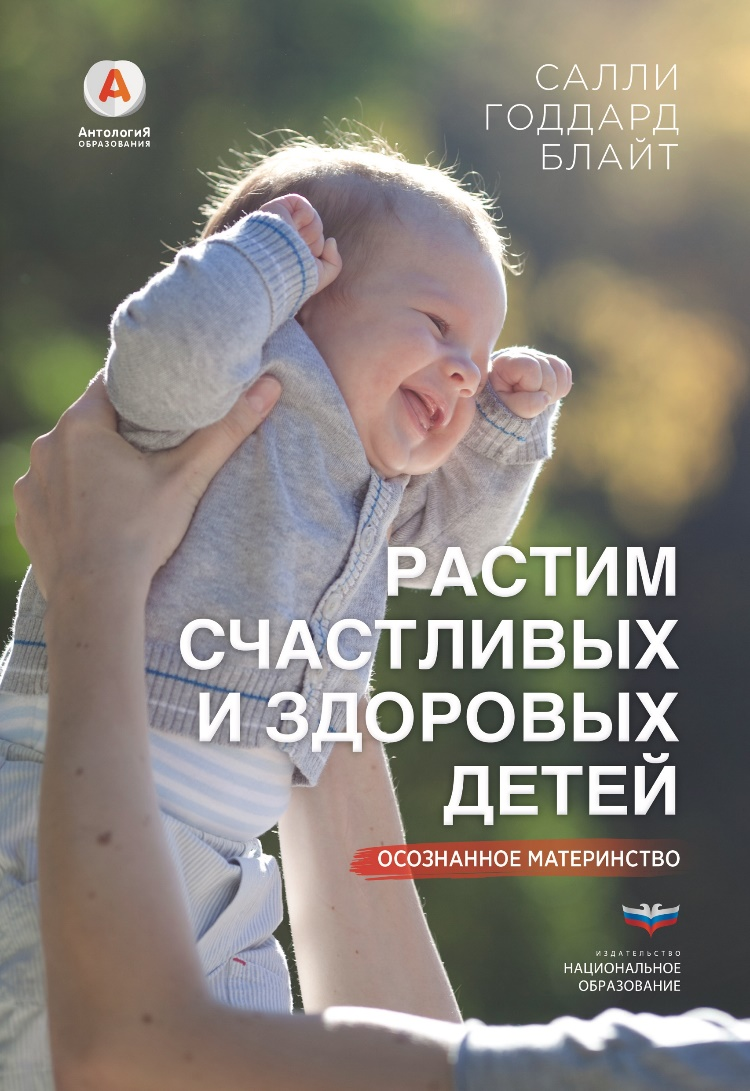 АнтологиЯ
ОБРАЗОВАНИЯ
САЛЛИ
ГОДДАРД
БЛАЙТ
РАСТИМ
СЧАСТЛИВЫХ
И ЗДОРОВЫХ
ДЕТЕЙ
ОСОЗНАННОЕ МАТЕРИНСТВО
ИЗДАТЕЛЬСТВО
НАЦИОНАЛЬНОЕ
ОБРАЗОВАНИЕ